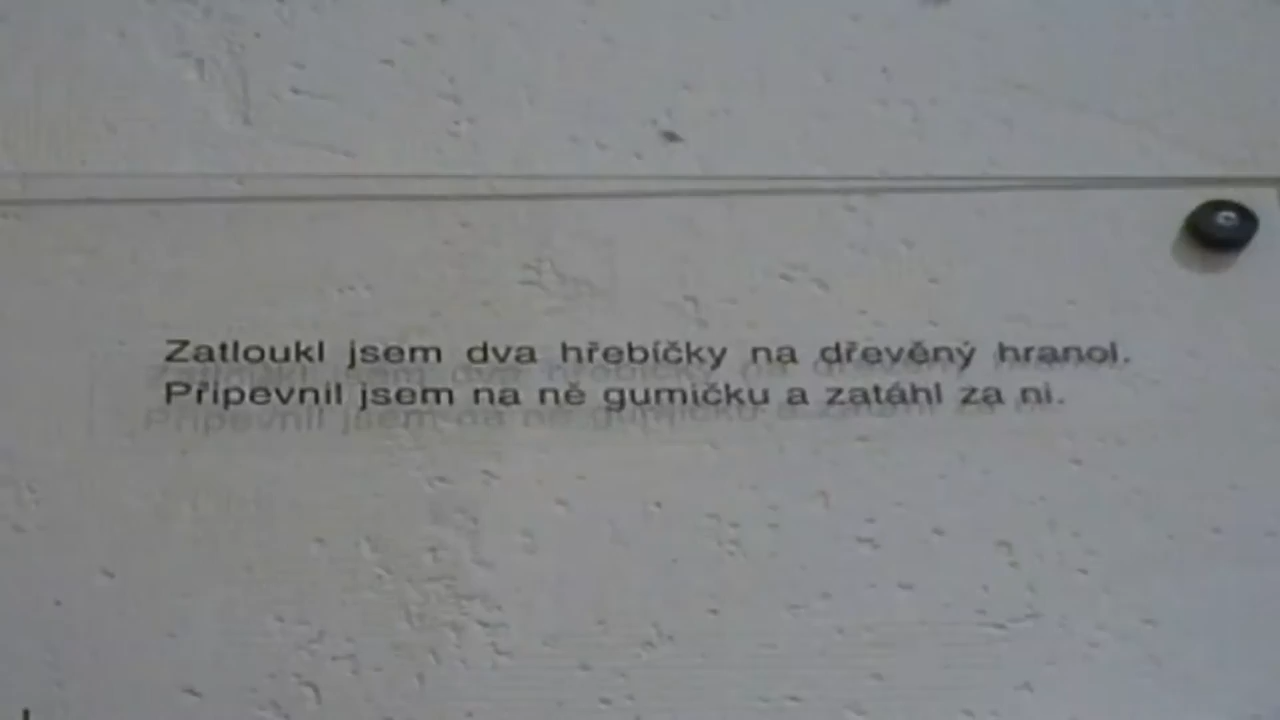 Zatloukl jsem dva hřebíčky na dřevěný hranol.
Připevnil jsem na ně gumičku a zatáhl za ni.